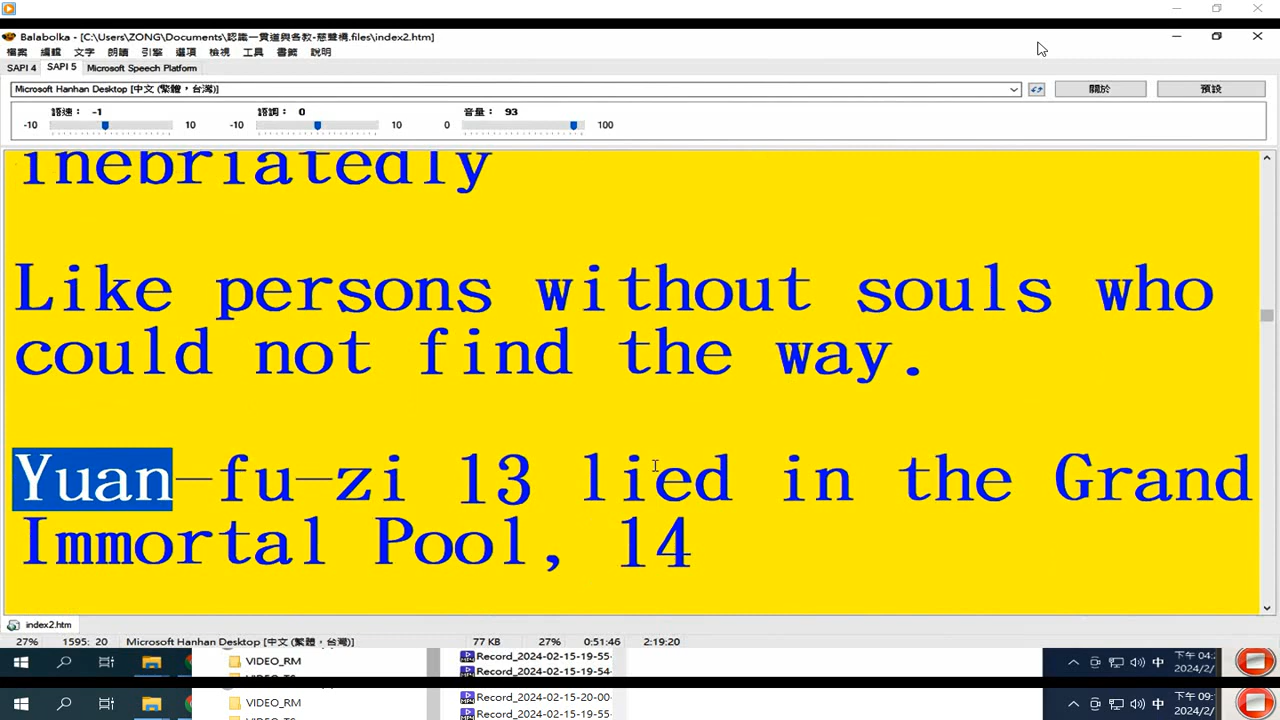 Balabolka - [C:\Users\ZONG\Documents\認識一貫道與各教-慈聲橋.files\index2.htm]
檔案 編輯 文字 朗讀 引擎 選項 檢視 工具 書籤 說明
SAPI 4 SAPI 5 Microsoft Speech Platform
Microsoft Hanhan Desktop [中文 (繁體，台灣)] 關於 預設
語速： -1 語調： 0 音量： 93
-10 10 -10 10 0 100
inebriatedly
Like persons without souls who
could not find the way.
Yuan-fu-zi 13 lied in the Grand
Immortal Pool, 14
index2.htm
27% 1595: 20 Microsoft Hanhan Desktop [中文 (繁體，台灣)] 77 KB 27% 0:51:46 2:19:20
VIDEO_RM Record_2024-02-15-19-55- 中 下午 04:
Record_2024-02-15-19-54- 2024/2/
VIDEO_RM Record_2024-02-15-20-00- 中 下午 09:
Record_2024-02-15-19-55- 2024/2/